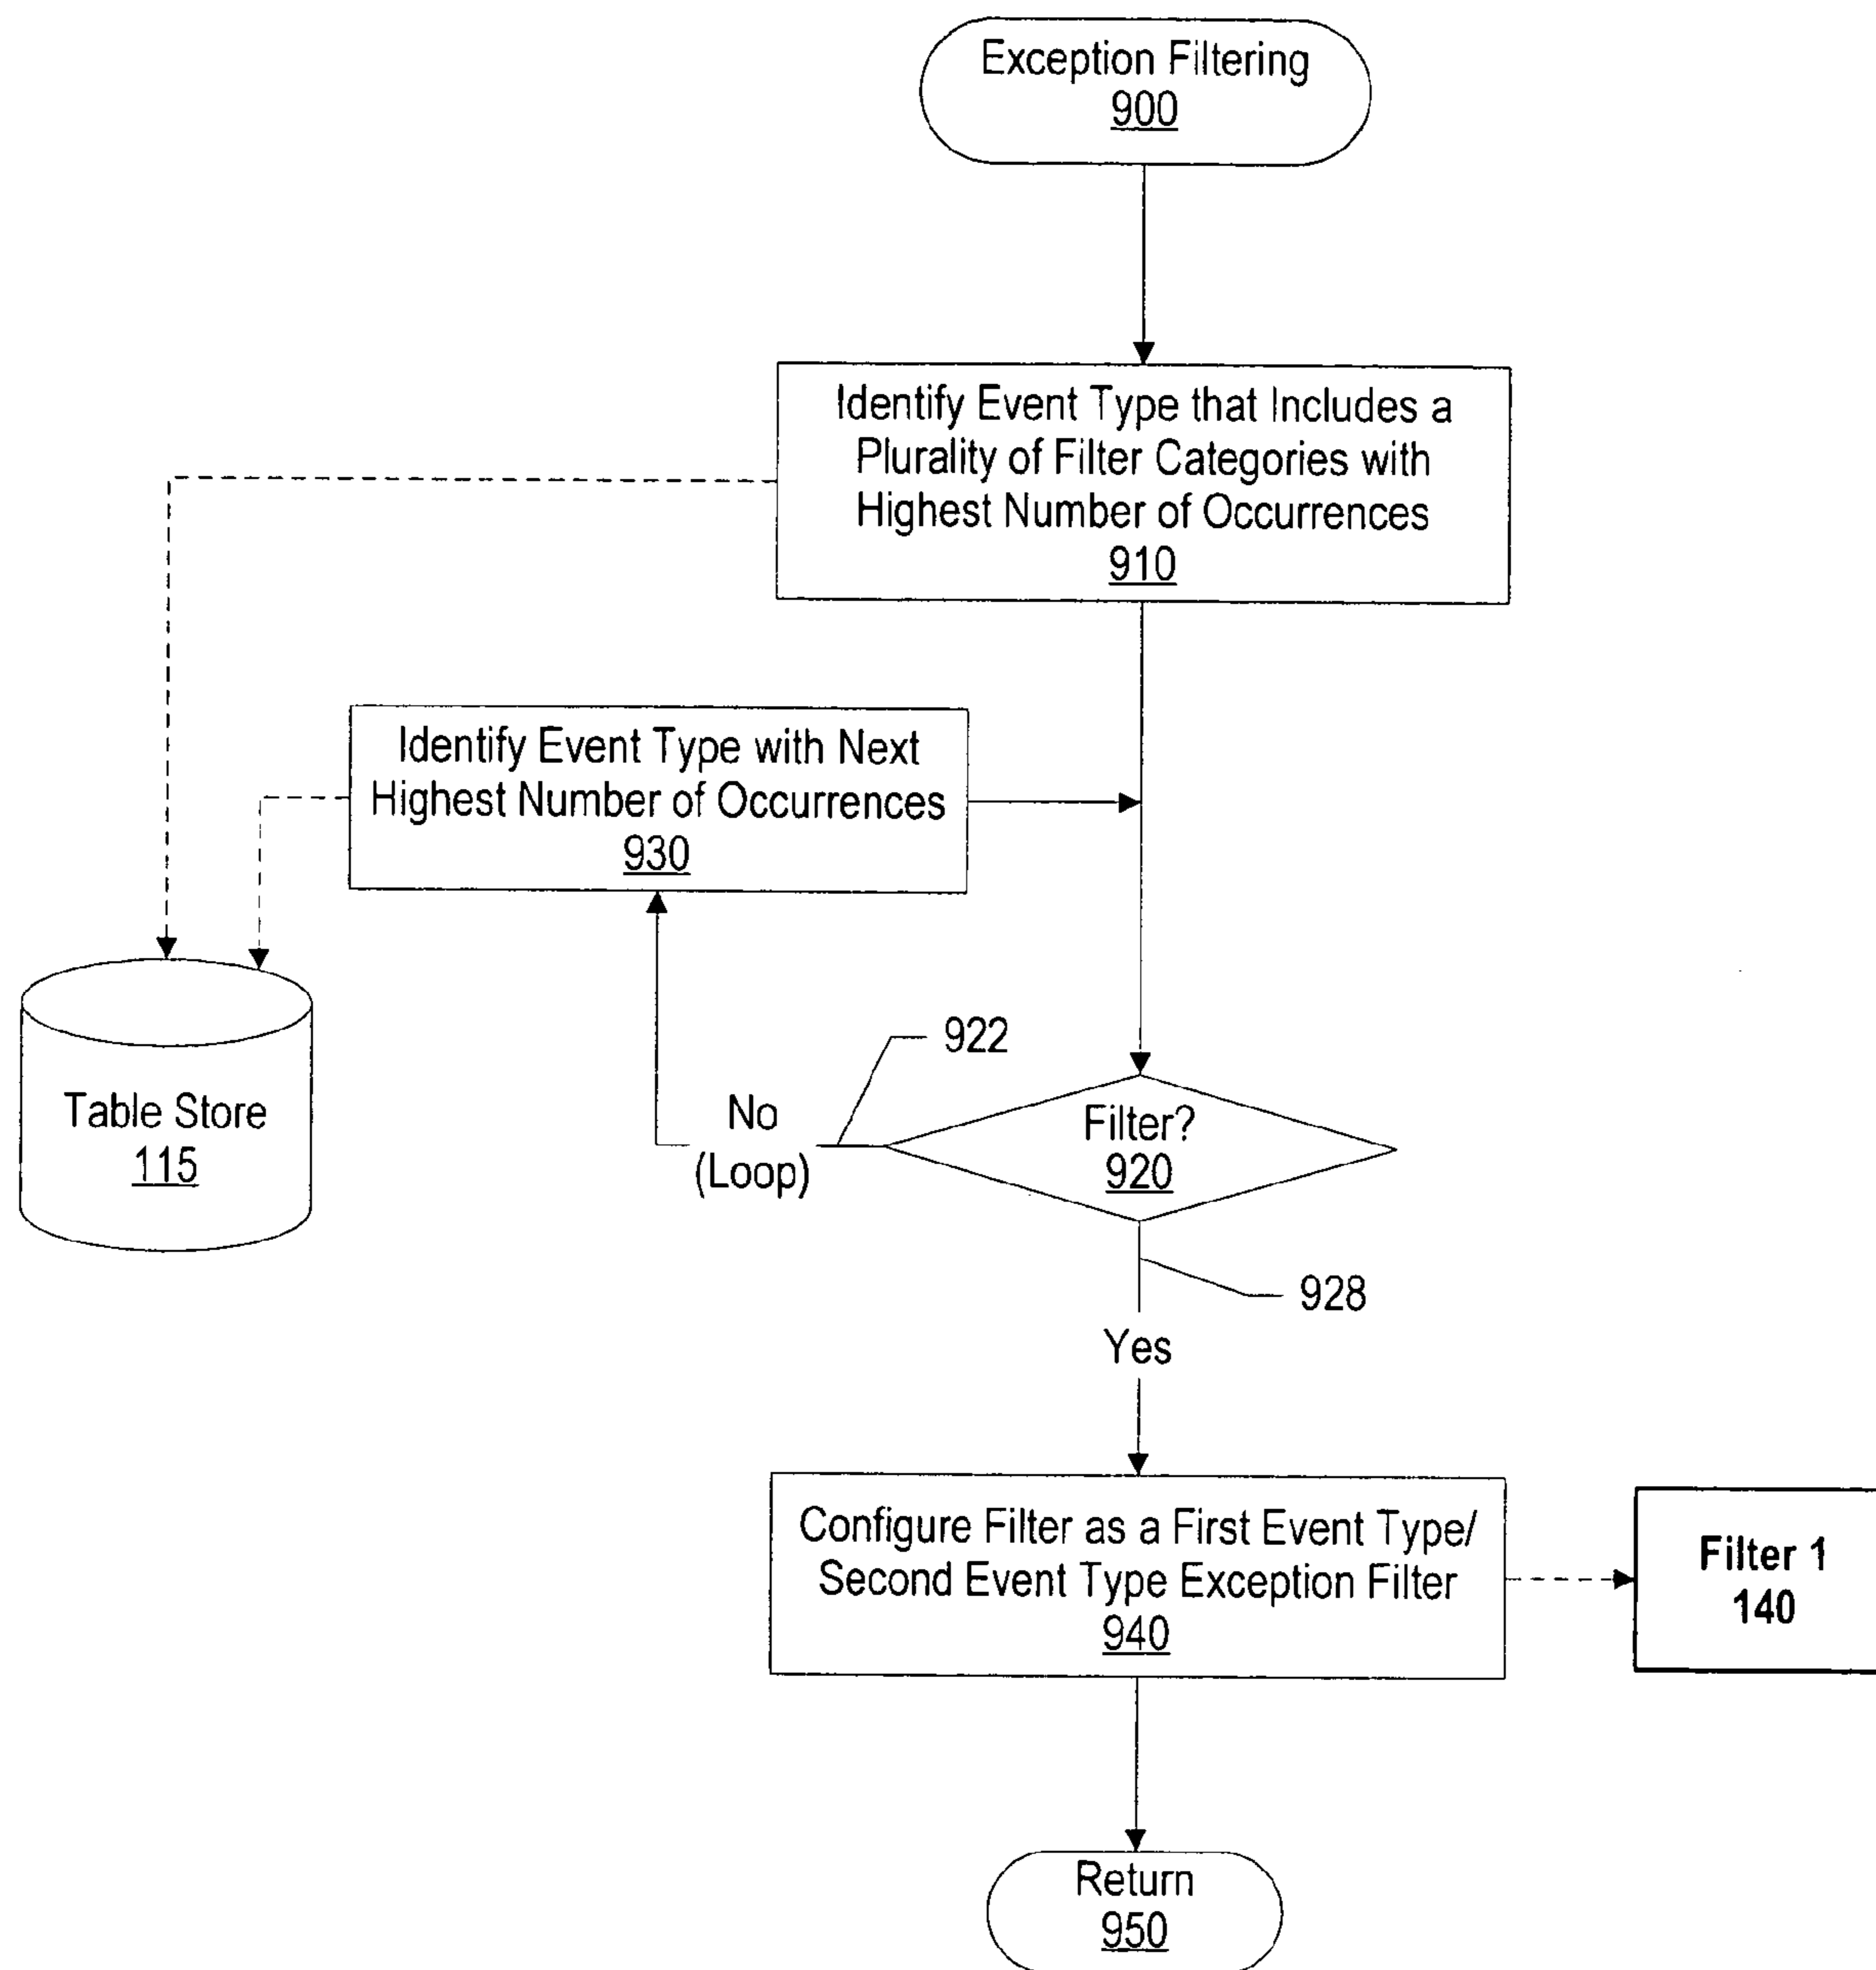 Exception Filtering
900
Identify Event Type that Includes a
Plurality of Filter Categories with
Highest Number of Occurrences
910
Identify Event Type with Next
Highest Number of Occurrences
930
922
Table Store
115
No
(Loop)
Filter?
920
928
Yes
Configure Filter as a First Event Type/
Second Event Type Exception Filter
940
Filter 1
140
Return
950